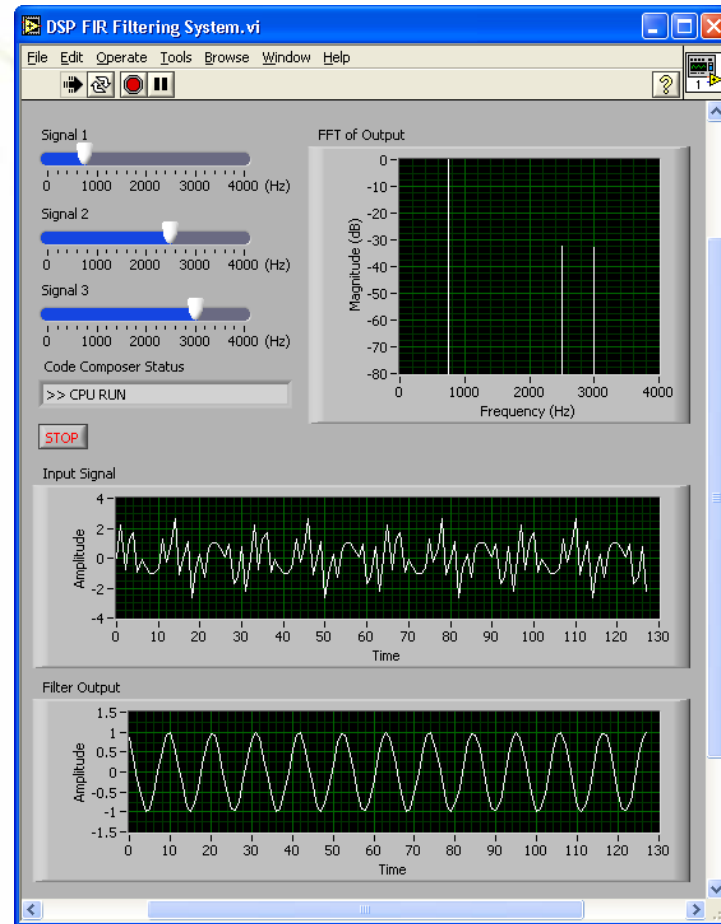 DSP FIR Filtering System.vi
File Edit Operate Tools Browse Window Help
1
Signal 1
0 1000 2000 3000 4000 (Hz)
Signal 2
0 1000 2000 3000 4000 (Hz)
Signal 3
0 1000 2000 3000 4000 (Hz)
Code Composer Status
>> CPU RUN
STOP
FFT of Output
Magnitude (dB)
0
-10
-20
-30
-40
-50
-60
-70
-80
0 1000 2000 3000 4000
Frequency (Hz)
Input Signal
Amplitude
4
2
0
-2
-4
0 10 20 30 40 50 60 70 80 90 100 110 120 130
Time
Filter Output
Amplitude
1.5
1
0.5
0
-0.5
-1
-1.5
0 10 20 30 40 50 60 70 80 90 100 110 120 130
Time